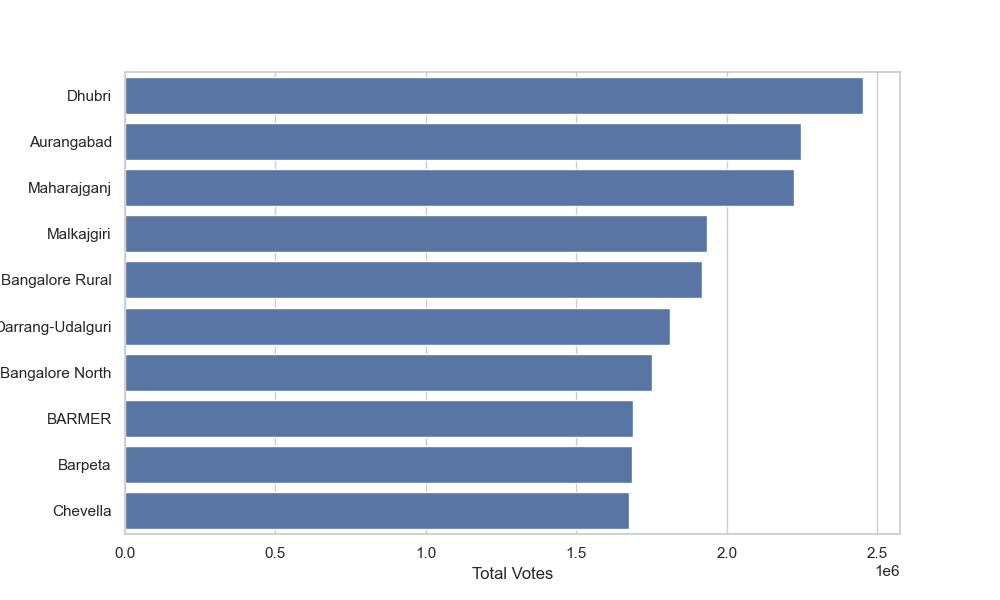 Dhubri
Aurangabad
Maharajganj
Malkajgiri
Bangalore Rural
Darrang-Udalguri
Bangalore North
BARMER
Barpeta
Chevella
0.0 0.5 1.0 1.5 2.0 2.5
1e6
Total Votes